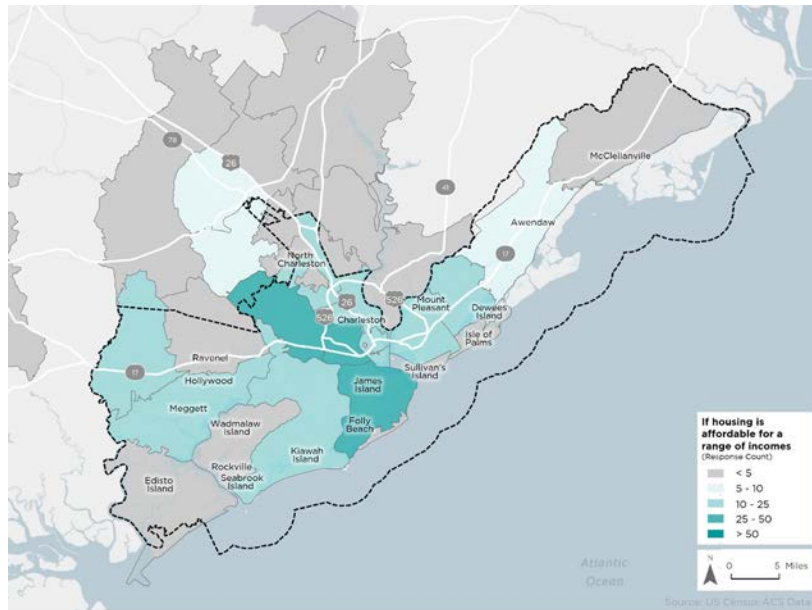 McClellanville
78
26
41
Awendaw
17
North
Charleston
26
526
526
Mount
Pleasant
Charleston
Dewees
Island
Isle of
Palms
Ravenel
Sullivan's
Island
17
Hollywood
James
Island
Meggett
Folly
Beach
Wadmalaw
Island
Kiawah
Island
Rockville
Seabrook
Island
Edisto
Island
If housing is
affordable for a
range of incomes
(Response Count)
< 5
5 - 10
10 - 25
25 - 50
> 50
N
0 5 Miles
Atlantic
Ocean
Source: US Census ACS Data